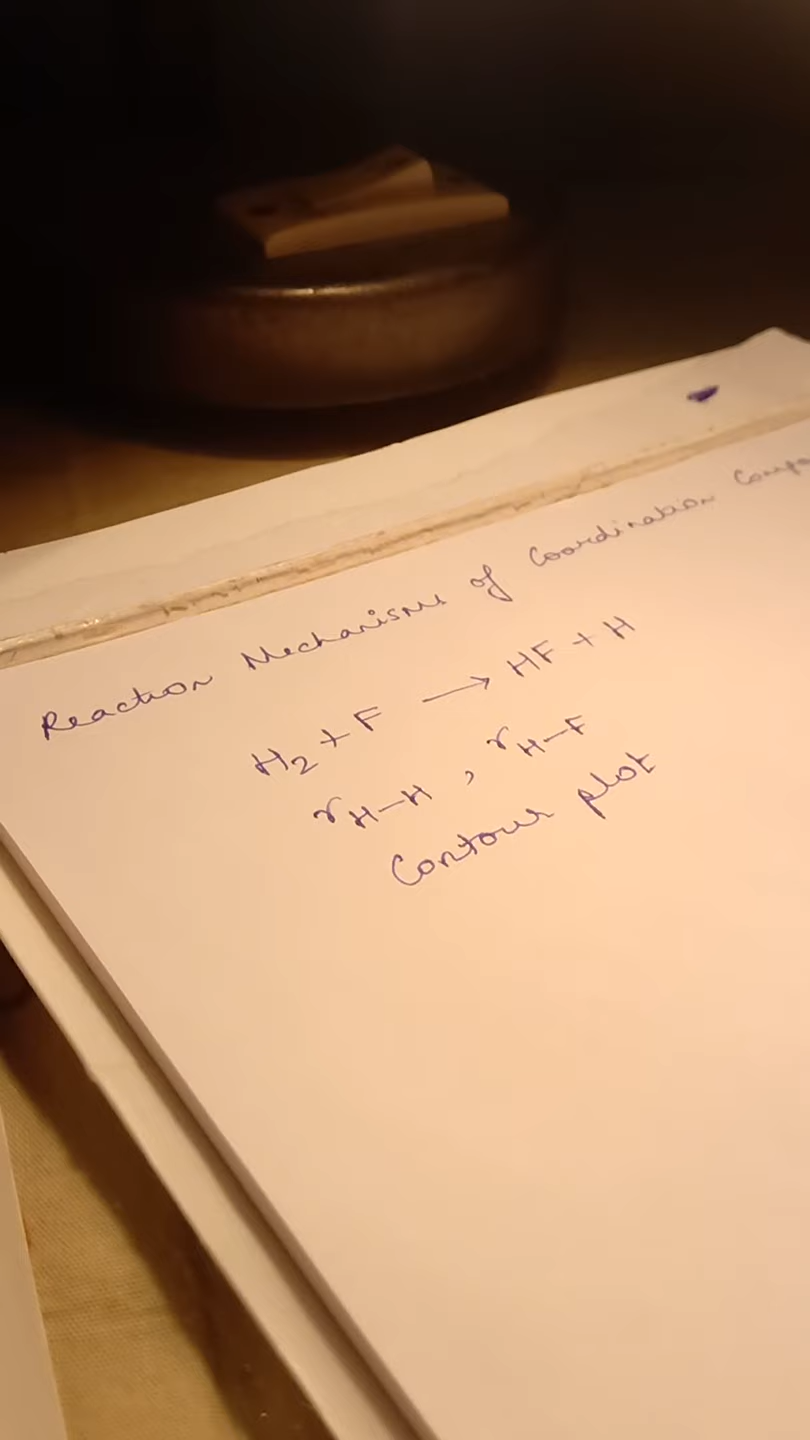 Reaction Mechanisms of Coordination
H2 + F → HF + H
rH-H , rH-F
Contour plot